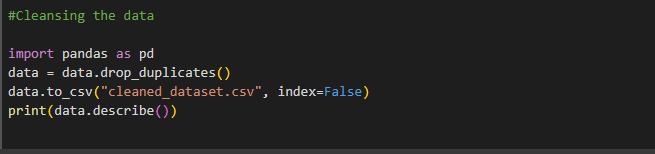 #Cleansing the data
import pandas as pd
data = data.drop_duplicates()
data.to_csv("cleaned_dataset.csv", index=False)
print(data.describe())